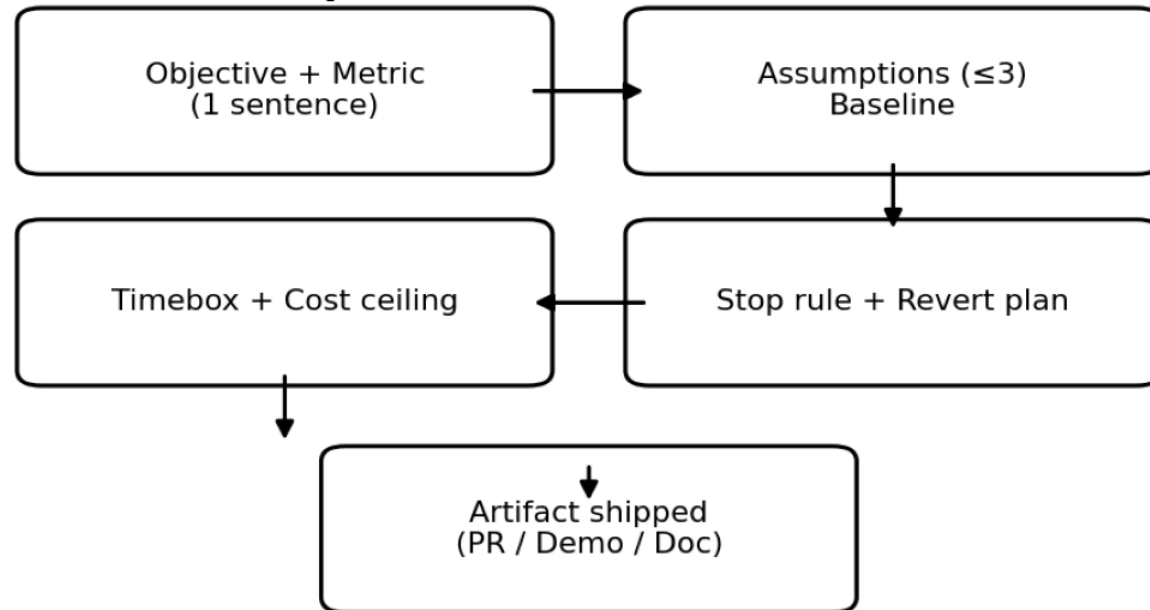 Objective + Metric
(1 sentence)
Assumptions (≤3)
Baseline
Timebox + Cost ceiling
Stop rule + Revert plan
Artifact shipped
(PR / Demo / Doc)